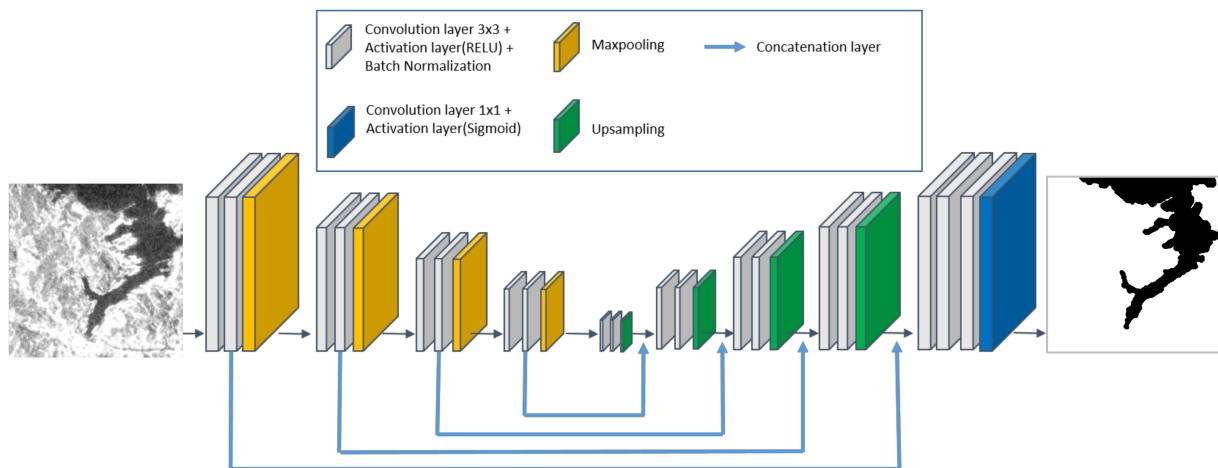 Convolution layer 3x3 +
Activation layer(RELU) +
Batch Normalization
Maxpooling
Concatenation layer
Convolution layer 1x1 +
Activation layer(Sigmoid)
Upsampling